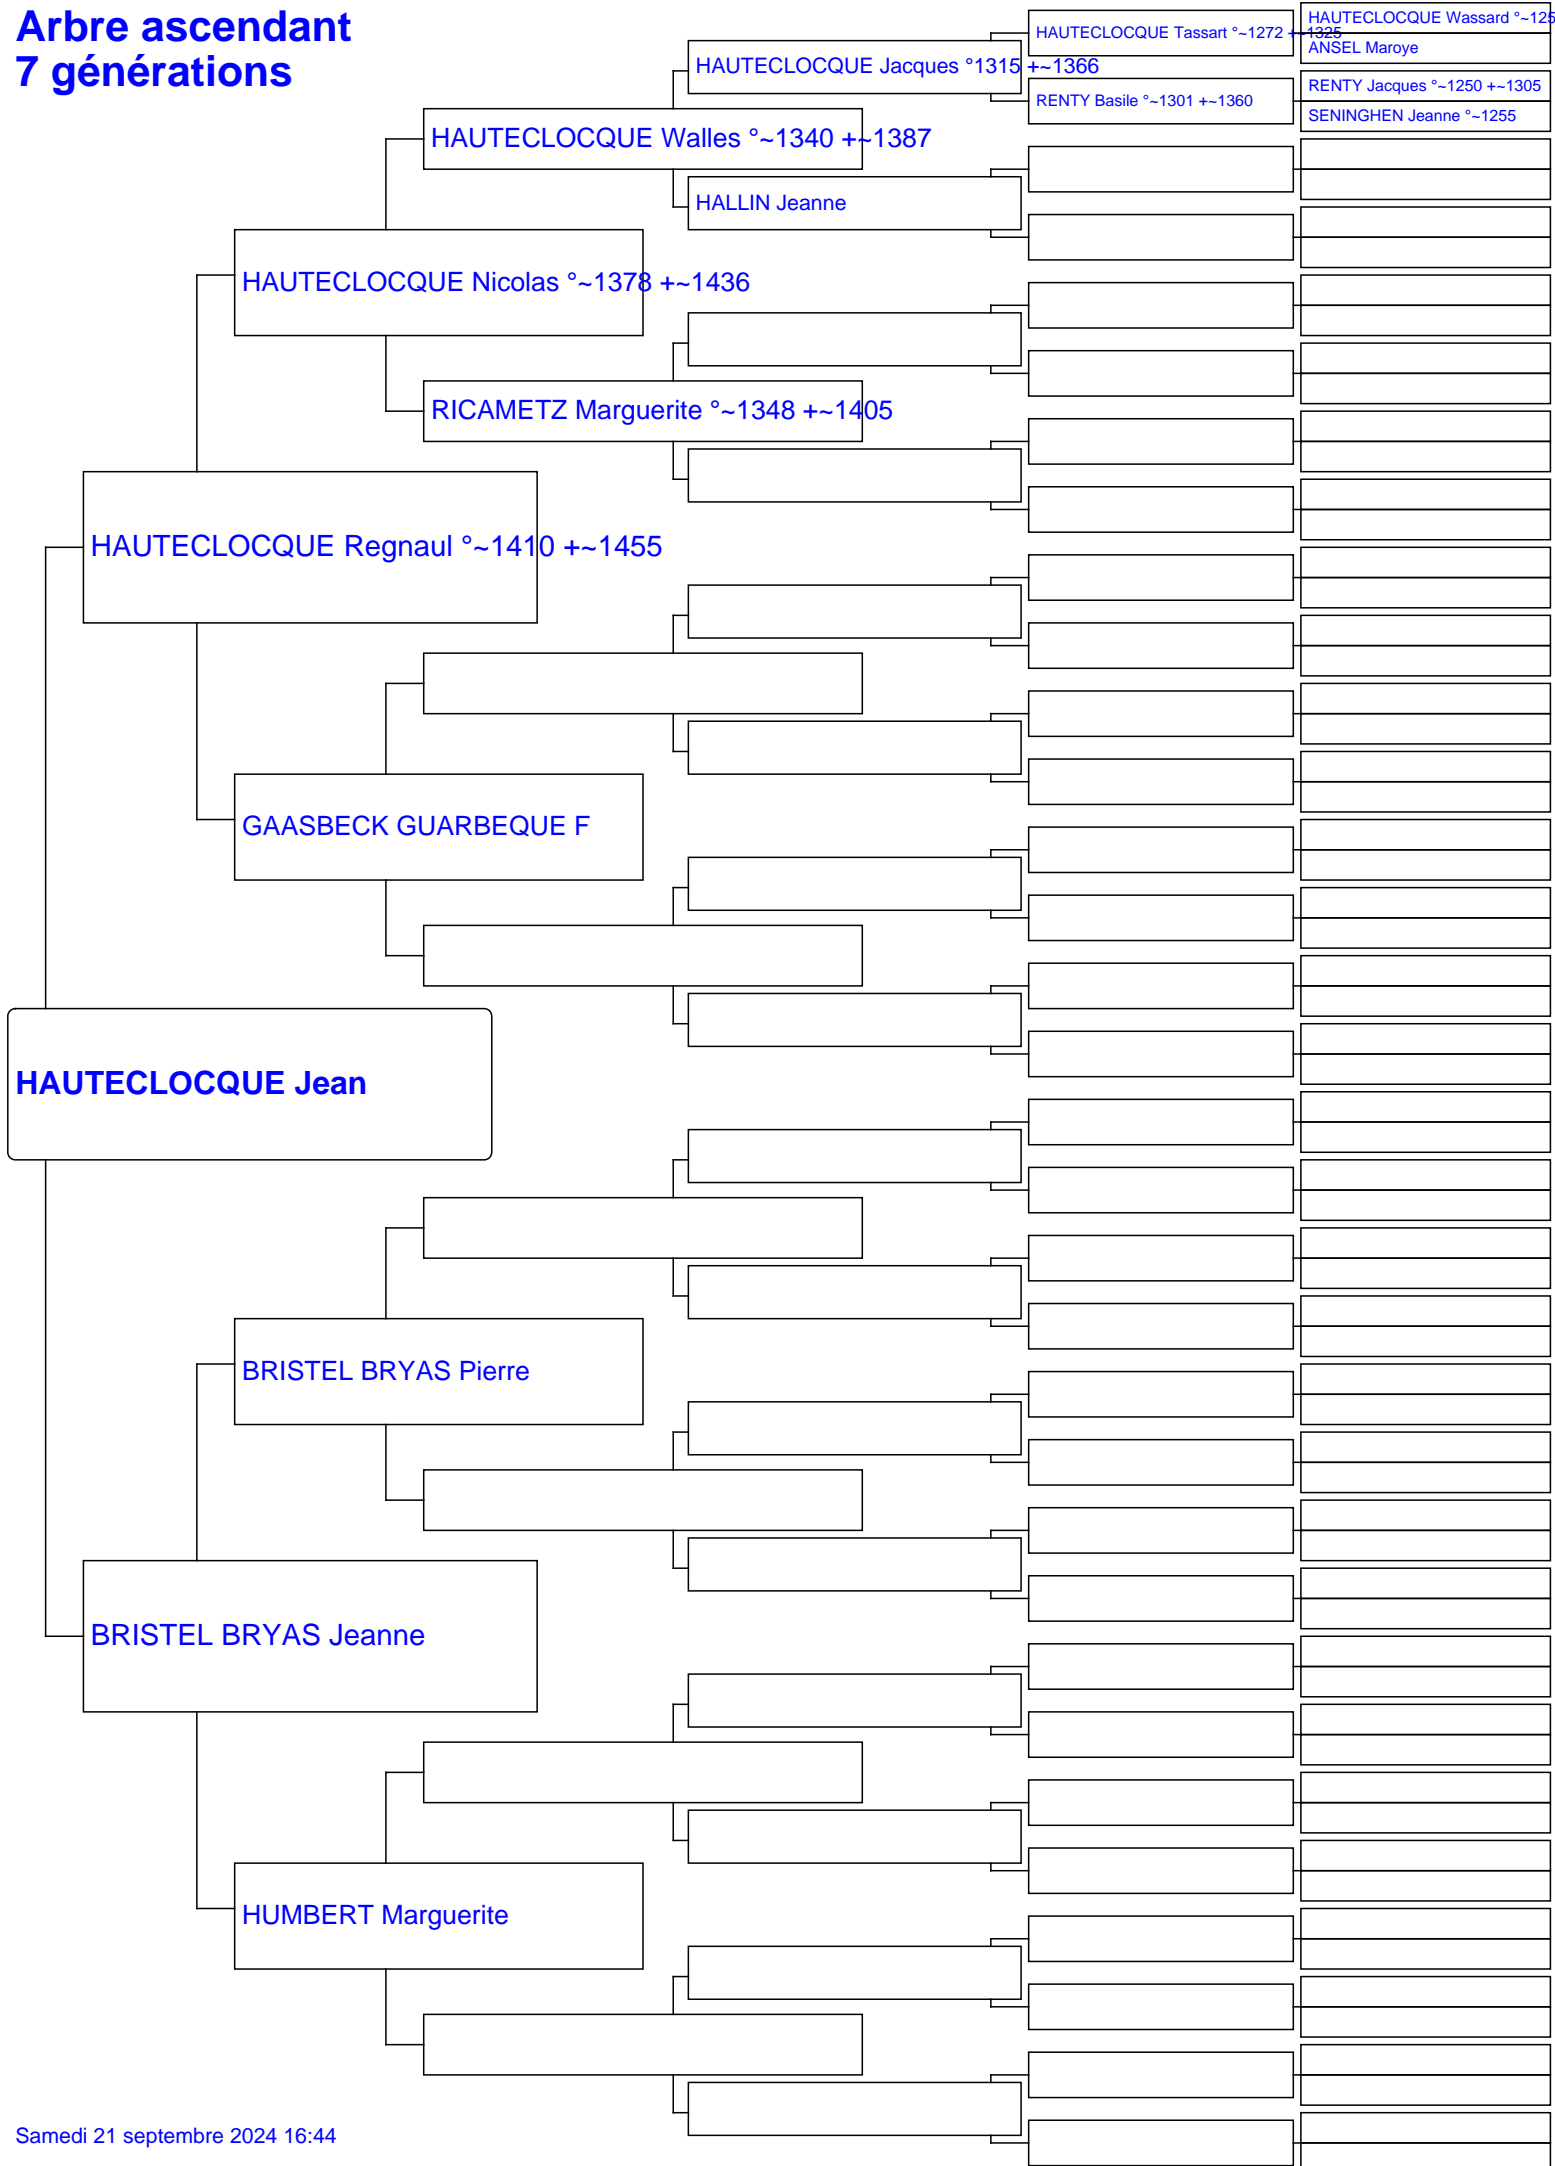 Arbre ascendant
7 générations
HAUTECLOCQUE Wassard °~125
HAUTECLOCQUE Tassart °~1272 +~1325
ANSEL Maroye
HAUTECLOCQUE Jacques °1315 +~1366
RENTY Jacques °~1250 +~1305
RENTY Basile °~1301 +~1360
SENINGHEN Jeanne °~1255
HAUTECLOCQUE Walles °~1340 +~1387
HALLIN Jeanne
HAUTECLOCQUE Nicolas °~1378 +~1436
RICAMETZ Marguerite °~1348 +~1405
HAUTECLOCQUE Regnaul °~1410 +~1455
GAASBECK GUARBEQUE F
HAUTECLOCQUE Jean
BRISTEL BRYAS Pierre
BRISTEL BRYAS Jeanne
HUMBERT Marguerite
Samedi 21 septembre 2024 16:44